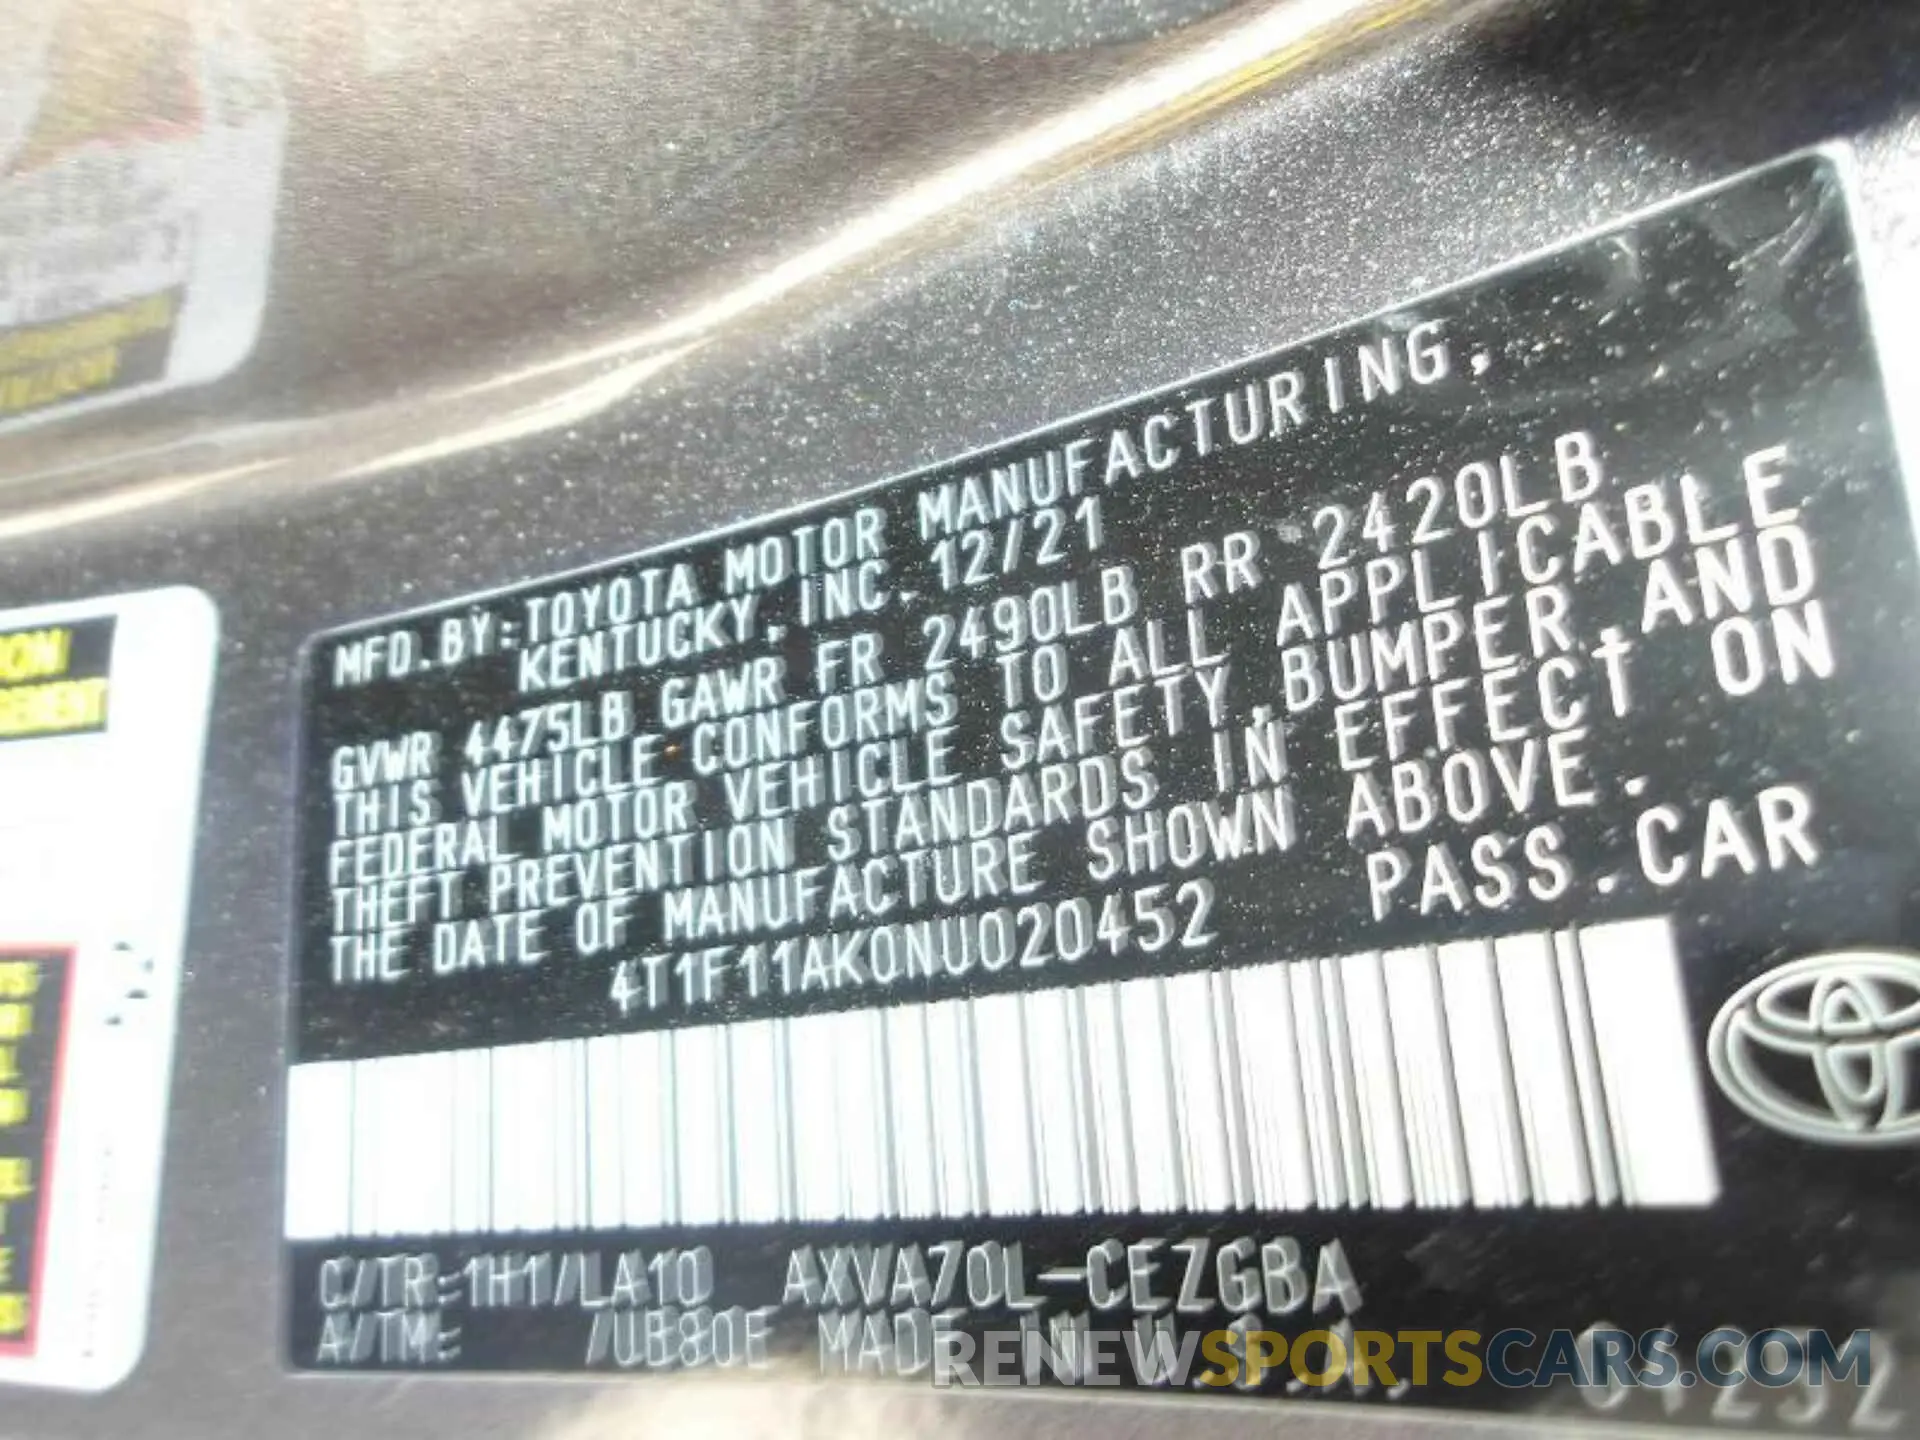 MFD. BY: TOYOTA MOTOR MANUFACTURING,
KENTUCKY, INC. 12/21
GVWR 4475LB GAWR FR 2490LB RR 2420LB
THIS VEHICLE CONFORMS TO ALL APPLICABLE
FEDERAL MOTOR VEHICLE SAFETY, BUMPER, AND
THEFT PREVENTION STANDARDS IN EFFECT ON
THE DATE OF MANUFACTURE SHOWN ABOVE.
4T1F11AK0NU020452 PASS. CAR
C/TR: 1H1/LA10 AXVA70L-CEZGBA
A/TM: /UB80E MADE IN U.S.A.
RENEWSPORTSCARS.COM